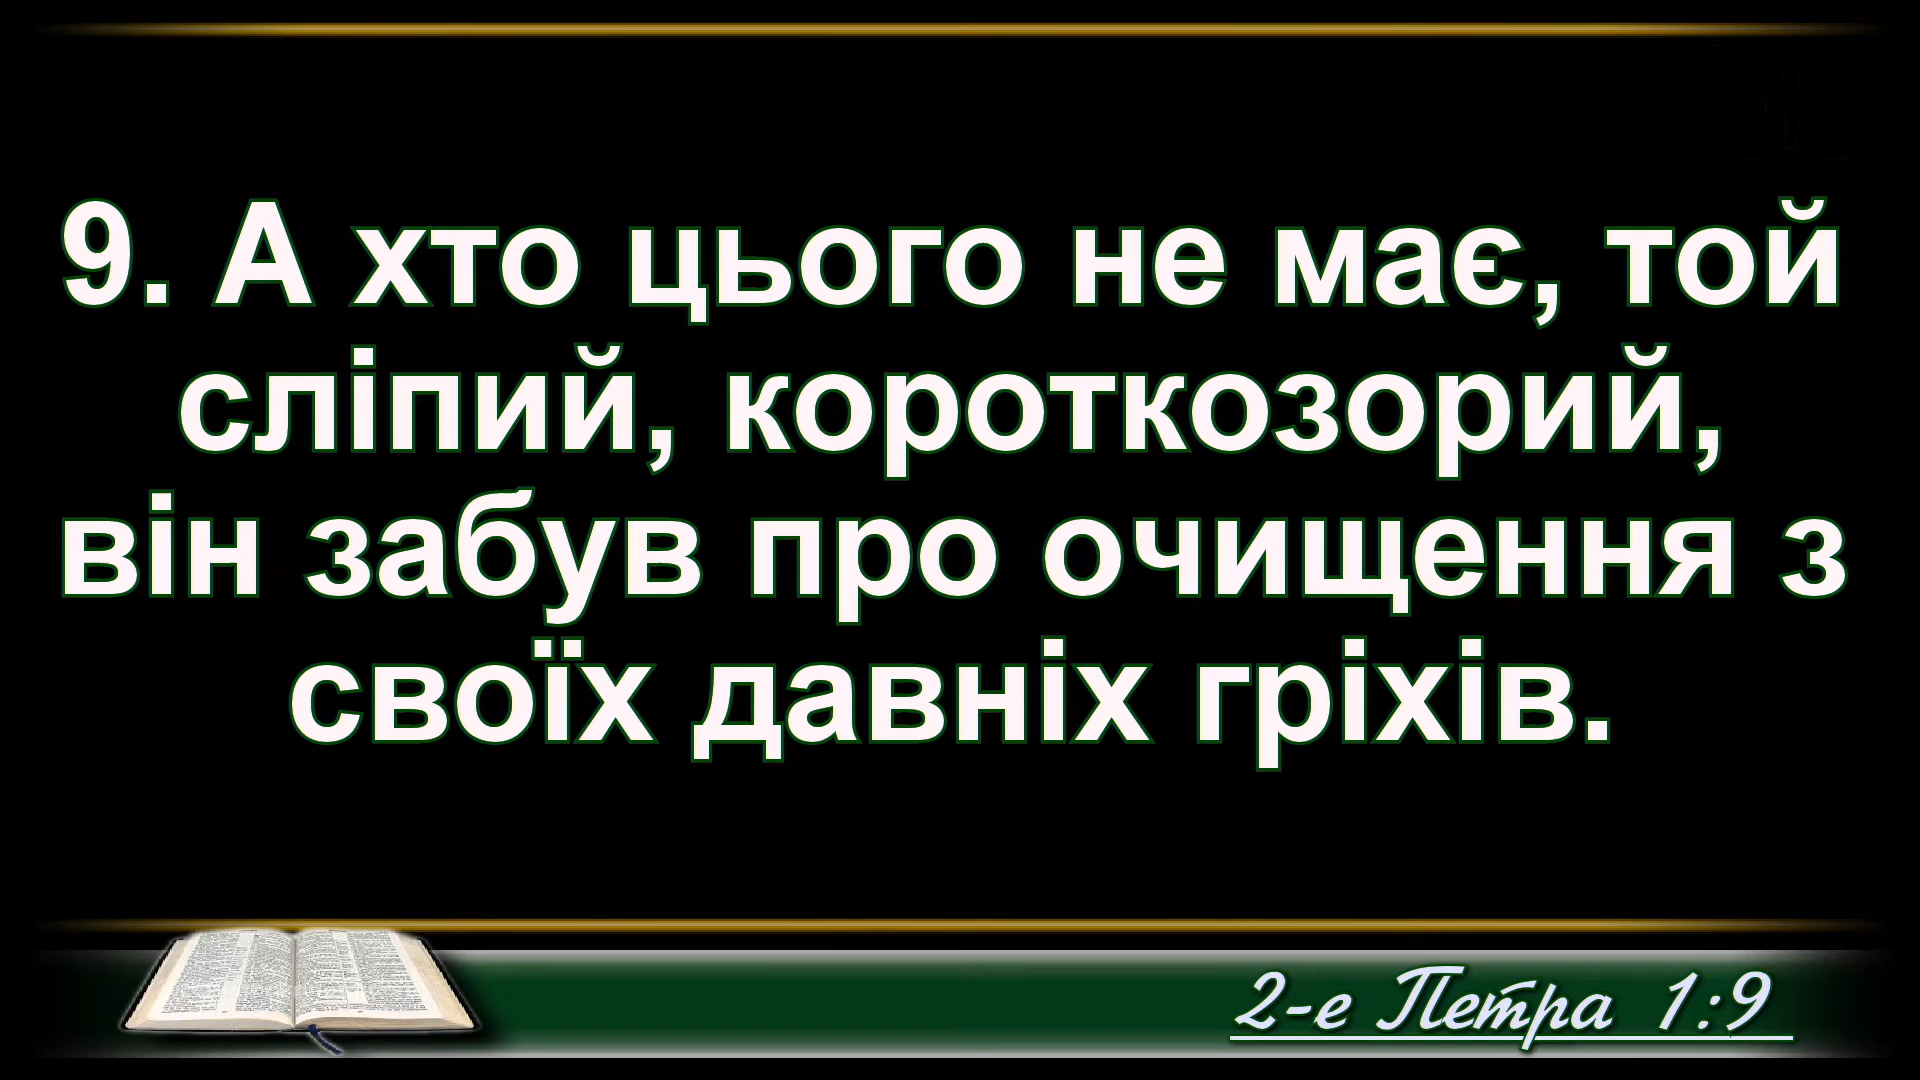 9. А хто цього не має, той
сліпий, короткозорий,
він забув про очищення з
своїх давніх гріхів.
2-е Петра 1:9